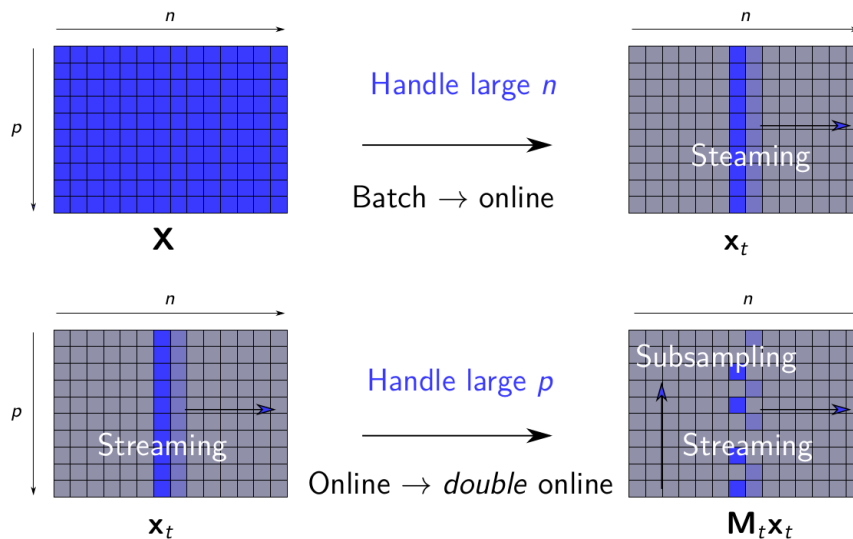 n
n
p
Handle large n
Steaming
Batch → online
X
x_t
n
n
p
Subsampling
Handle large p
Streaming
Streaming
Online → double online
x_t
M_t x_t